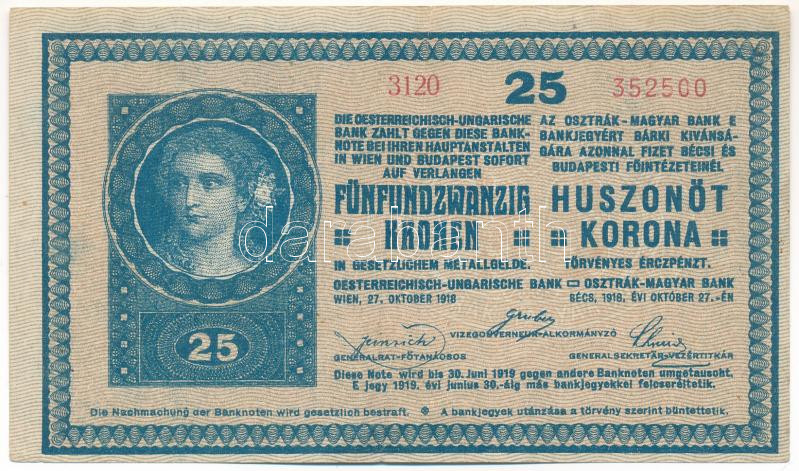 3120 25 352500
DIE OESTERREICHISCH-UNGARISCHE
BANK ZAHLT GEGEN DIESE BANK-
NOTE BEI IHREN HAUPTANSTALTEN
IN WIEN UND BUDAPEST SOFORT
AUF VERLANGEN
FÜNFUNDZWANZIG
KRONEN
IN GESETZLICHEM METALLGELDE.
AZ OSZTRÁK-MAGYAR BANK E
BANKJEGYÉRT BÁRKI KIVÁNSÁ-
GÁRA AZONNAL FIZET BÉCSI ÉS
BUDAPESTI FŐINTÉZETEINÉL
HUSZONÖT
KORONA
TÖRVÉNYES ÉRCZPÉNZT.
darabanth
OESTERREICHISCH-UNGARISCHE BANK OSZTRÁK-MAGYAR BANK
WIEN, 27. OKTOBER 1918 BÉCS, 1918. ÉVI OKTÓBER 27.-ÉN
Gruber
VIZEGOUVERNEUR-ALKORMÁNYZÓ
GENERALRAT-FŐTANÁCSOS
GENERALSEKRETÄR-VEZÉRTITKÁR
25
Diese Note wird bis 30. Juni 1919 gegen andere Banknoten umgetauscht.
E jegy 1919. évi junius 30.-áig más bankjegyekkel felcseréltetik.
Die Nachmachung der Banknoten wird gesetzlich bestraft. A bankjegyek utánzása a törvény szerint büntettetik.